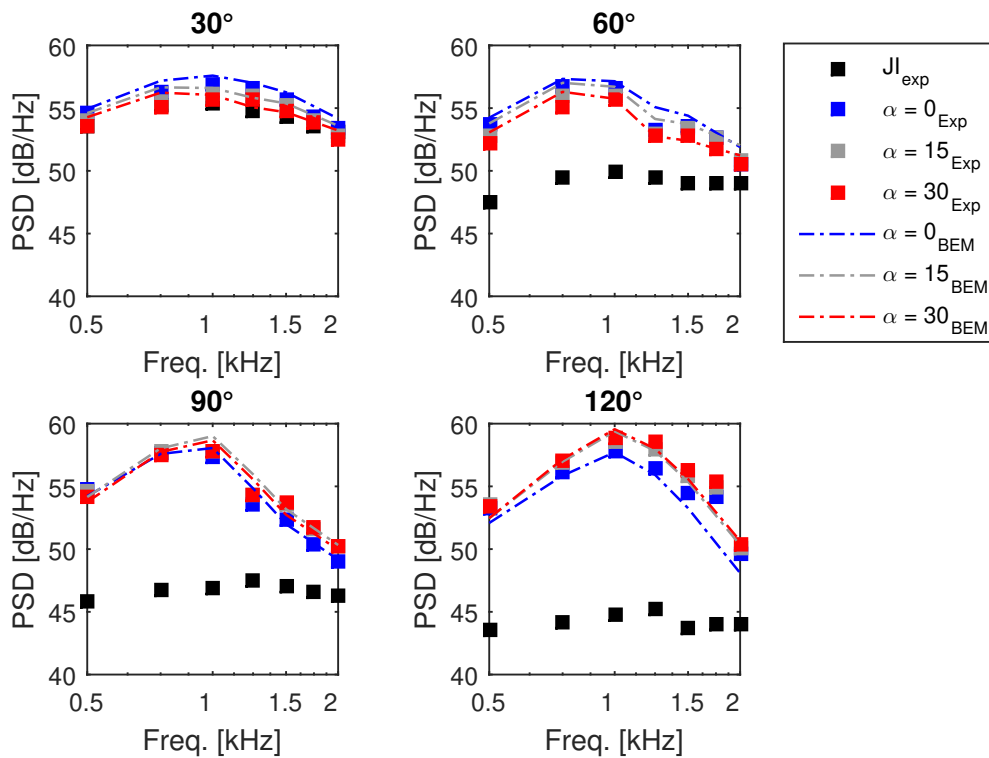 30°
60
55
50
45
40
PSD [dB/Hz]
0.5
1
1.5
2
Freq. [kHz]
60°
60
55
50
45
40
PSD [dB/Hz]
0.5
1
1.5
2
Freq. [kHz]
JI_exp
α = 0_Exp
α = 15_Exp
α = 30_Exp
α = 0_BEM
α = 15_BEM
α = 30_BEM
90°
60
55
50
45
40
PSD [dB/Hz]
0.5
1
1.5
2
Freq. [kHz]
120°
60
55
50
45
40
PSD [dB/Hz]
0.5
1
1.5
2
Freq. [kHz]